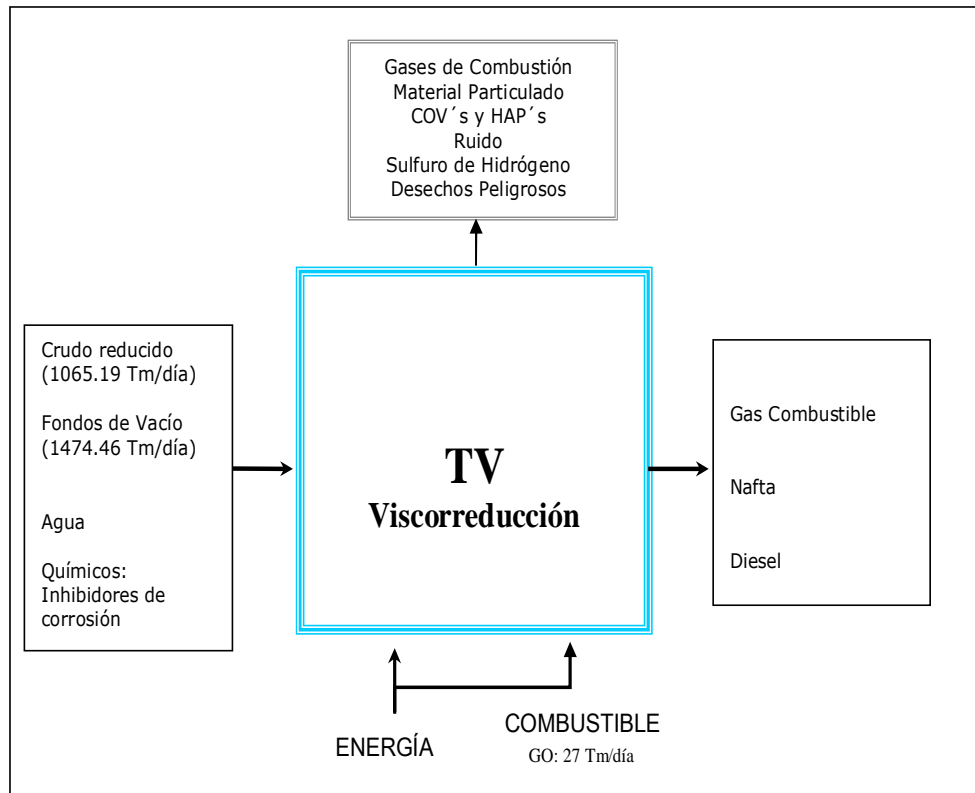 Gases de Combustión
Material Particulado
COV´s y HAP´s
Ruido
Sulfuro de Hidrógeno
Desechos Peligrosos
Crudo reducido
(1065.19 Tm/día)
Fondos de Vacío
(1474.46 Tm/día)
Agua
Químicos:
Inhibidores de
corrosión
TV
Viscorreducción
Gas Combustible
Nafta
Diesel
ENERGÍA
COMBUSTIBLE
GO: 27 Tm/día